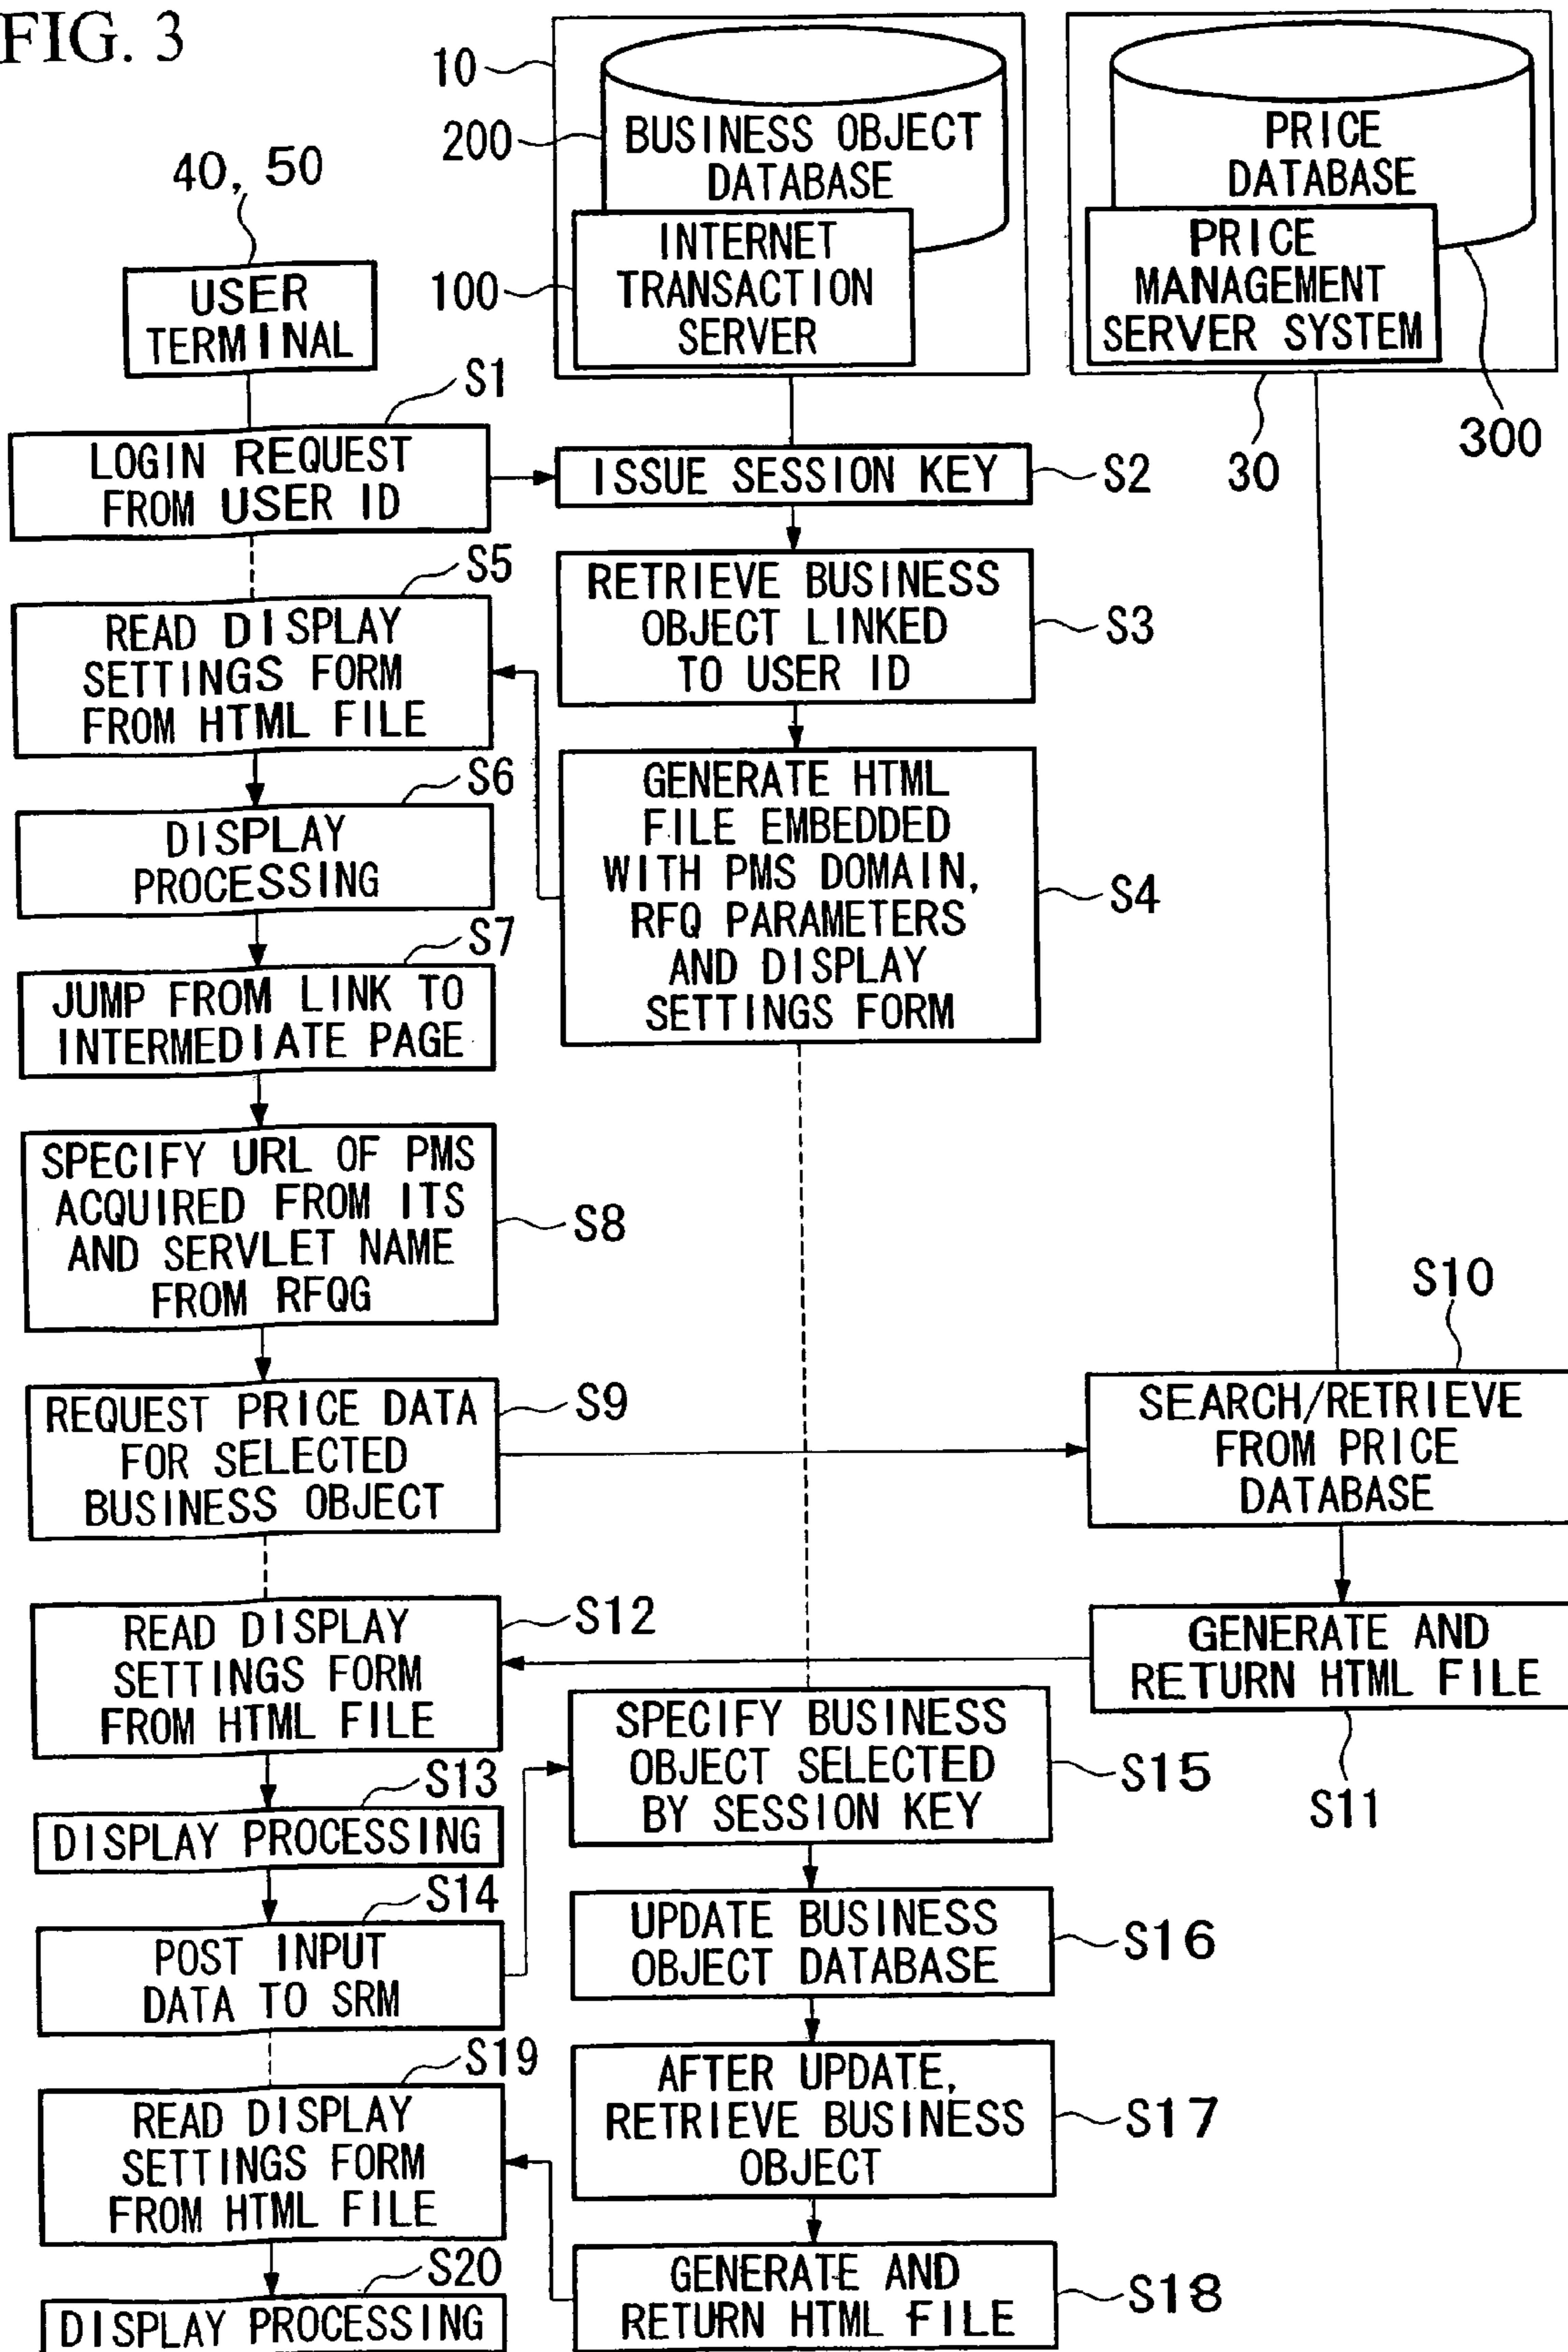 FIG. 3
40, 50
USER
TERMINAL
10
200
BUSINESS OBJECT
DATABASE
100
INTERNET
TRANSACTION
SERVER
PRICE
DATABASE
PRICE
MANAGEMENT
SERVER SYSTEM
30
300
S1
LOGIN REQUEST
FROM USER ID
ISSUE SESSION KEY
S2
RETRIEVE BUSINESS
OBJECT LINKED
TO USER ID
S3
GENERATE HTML
FILE EMBEDDED
WITH PMS DOMAIN,
RFQ PARAMETERS
AND DISPLAY
SETTINGS FORM
S4
S5
READ DISPLAY
SETTINGS FORM
FROM HTML FILE
S6
DISPLAY
PROCESSING
S7
JUMP FROM LINK TO
INTERMEDIATE PAGE
SPECIFY URL OF PMS
ACQUIRED FROM ITS
AND SERVLET NAME
FROM RFQG
S8
REQUEST PRICE DATA
FOR SELECTED
BUSINESS OBJECT
S9
S10
SEARCH/RETRIEVE
FROM PRICE
DATABASE
GENERATE AND
RETURN HTML FILE
S11
READ DISPLAY
SETTINGS FORM
FROM HTML FILE
S12
S13
DISPLAY PROCESSING
S14
POST INPUT
DATA TO SRM
SPECIFY BUSINESS
OBJECT SELECTED
BY SESSION KEY
S15
UPDATE BUSINESS
OBJECT DATABASE
S16
AFTER UPDATE,
RETRIEVE BUSINESS
OBJECT
S17
GENERATE AND
RETURN HTML FILE
S18
S19
READ DISPLAY
SETTINGS FORM
FROM HTML FILE
S20
DISPLAY PROCESSING